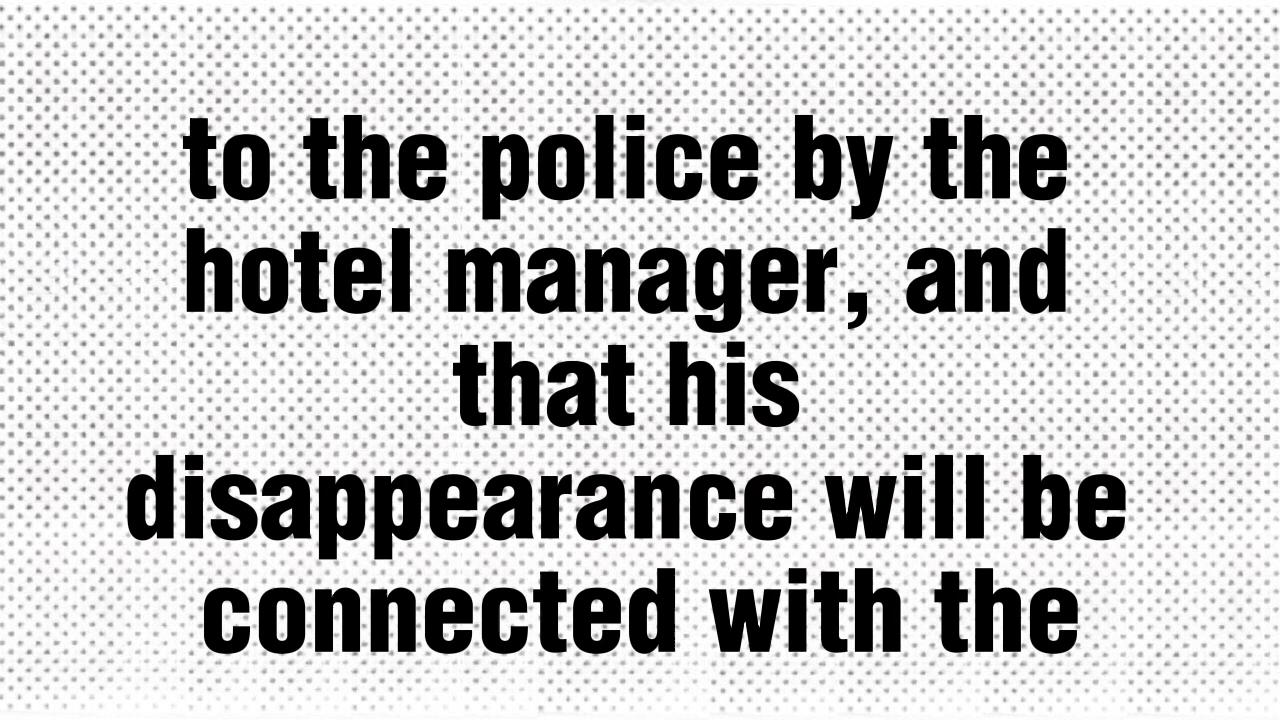 to the police by the
hotel manager, and
that his
disappearance will be
connected with the